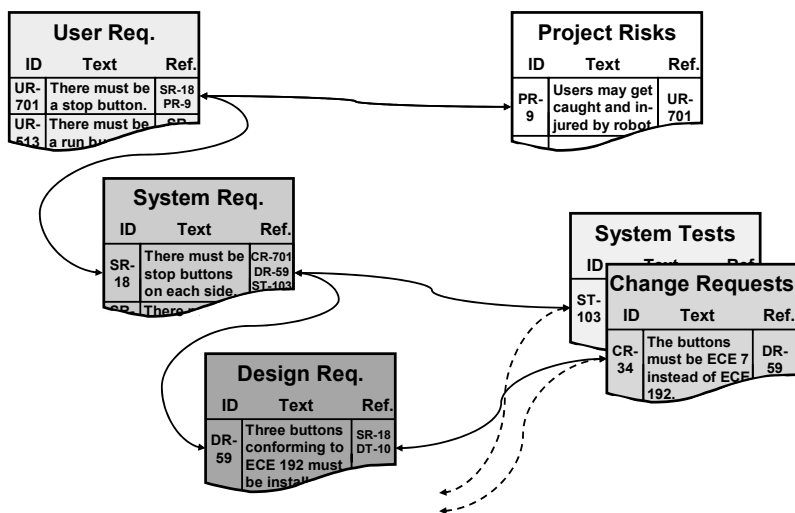 User Req.
ID Text Ref.
UR-
701
There must be
a stop button.
SR-18
PR-9
UR-
513
There must be
a run
Project Risks
ID Text Ref.
PR-
9
Users may get
caught and in-
jured by robot
UR-
701
System Req.
ID Text Ref.
SR-
18
There must be
stop buttons
on each side.
CR-701
DR-59
ST-103
SR-
There
System Tests
ID
ST-
103
Change Requests
ID Text Ref.
CR-
34
The buttons
must be ECE 7
instead of ECE
192.
DR-
59
Design Req.
ID Text Ref.
DR-
59
Three buttons
conforming to
ECE 192 must
be
SR-18
DT-10